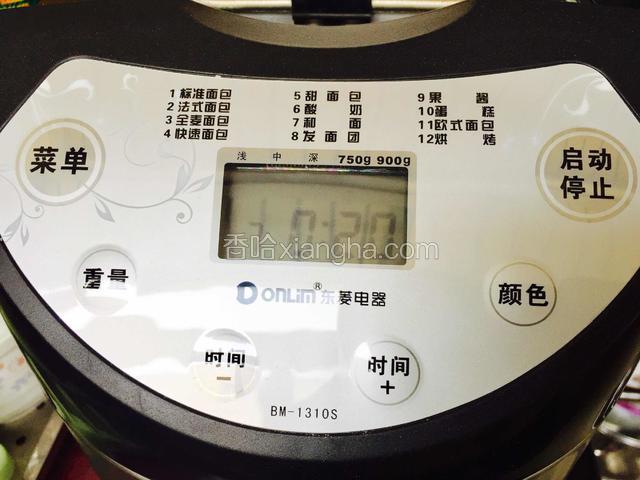 1 标准面包 5 甜面包 9 果酱
2 法式面包 6 酸奶 10 蛋糕
3 全麦面包 7 和面 11 欧式面包
4 快速面包 8 发面团 12 烘烤
菜单
启动
停止
浅 中 深 750g 900g
0:20
香哈xiangha.com
重量
DONLIM® 东菱电器
颜色
时间
-
时间
+
BM-1310S